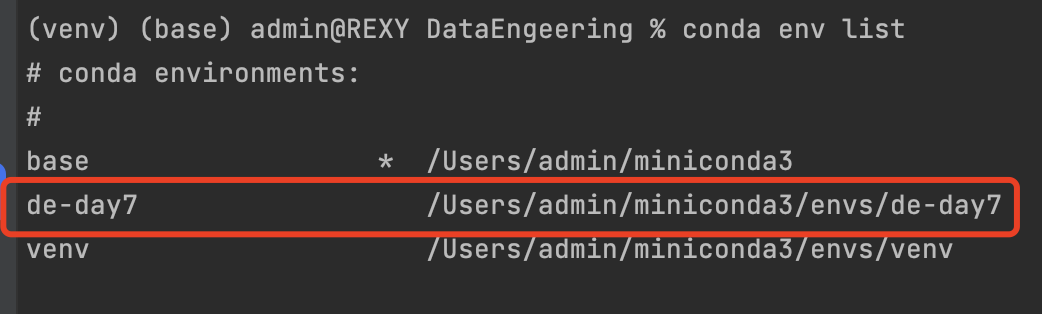 (venv) (base) admin@REXY DataEngeering % conda env list
# conda environments:
#
base                  *  /Users/admin/miniconda3
de-day7                  /Users/admin/miniconda3/envs/de-day7
venv                     /Users/admin/miniconda3/envs/venv